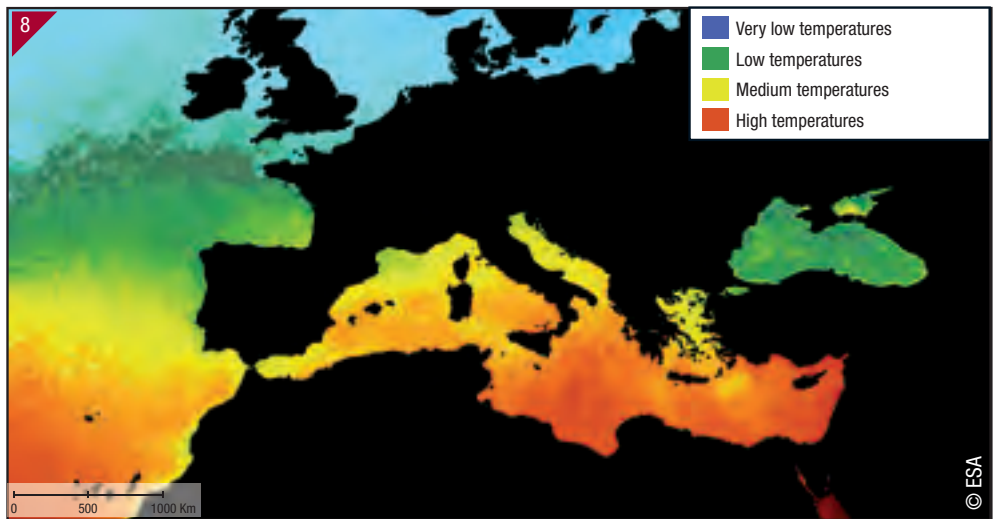 8
Very low temperatures
Low temperatures
Medium temperatures
High temperatures
0 500 1000 Km
© ESA